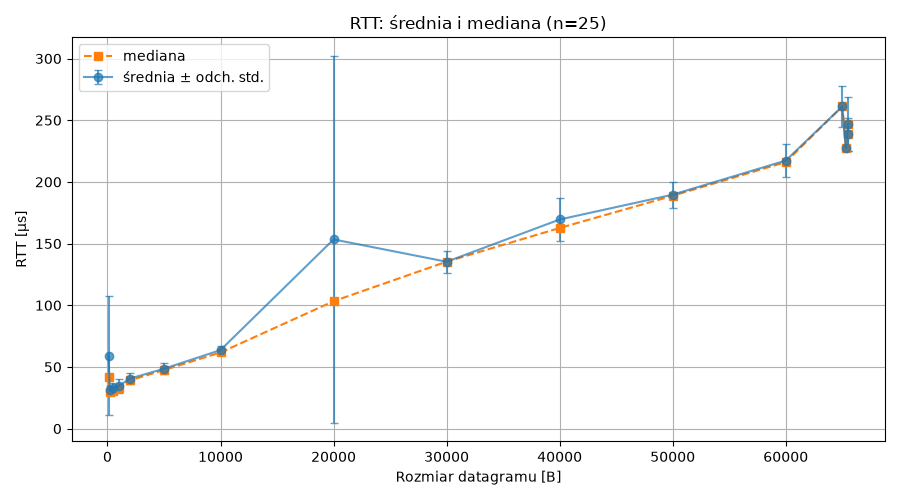 RTT: średnia i mediana (n=25)
mediana
średnia ± odch. std.
RTT [µs]
300
250
200
150
100
50
0
0 10000 20000 30000 40000 50000 60000
Rozmiar datagramu [B]